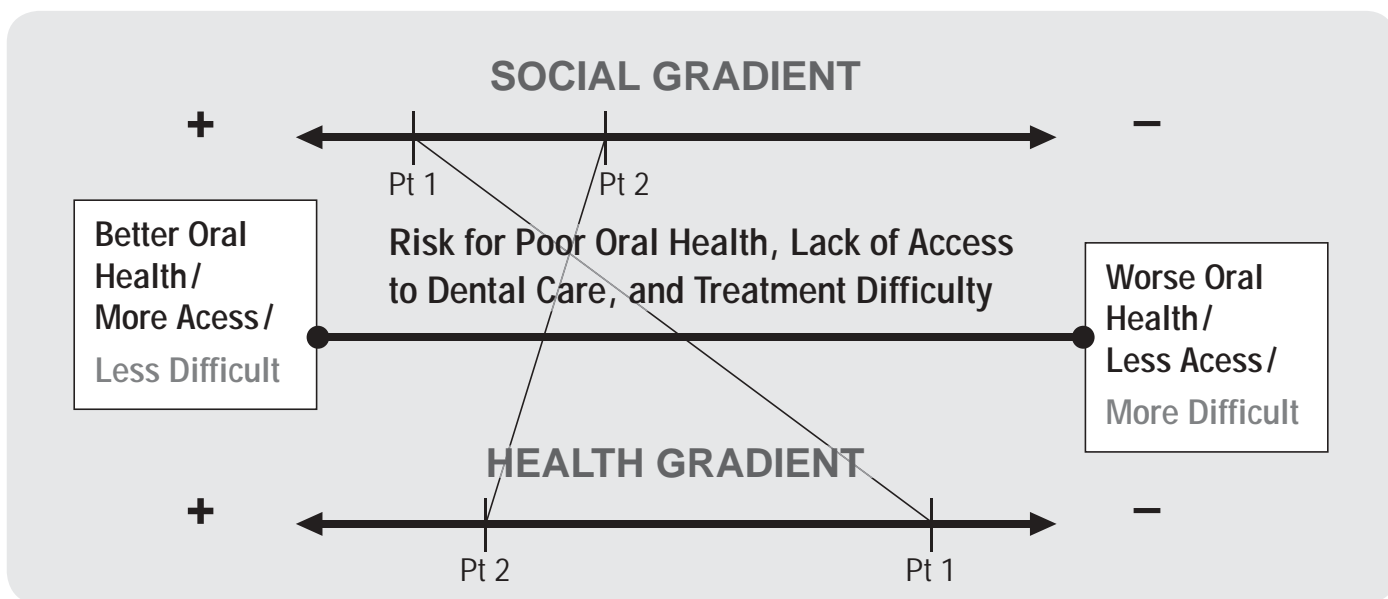 SOCIAL GRADIENT
+
−
Pt 1
Pt 2
Better Oral
Health/
More Acess/
Less Difficult
Risk for Poor Oral Health, Lack of Access
to Dental Care, and Treatment Difficulty
Worse Oral
Health/
Less Acess/
More Difficult
HEALTH GRADIENT
+
−
Pt 2
Pt 1